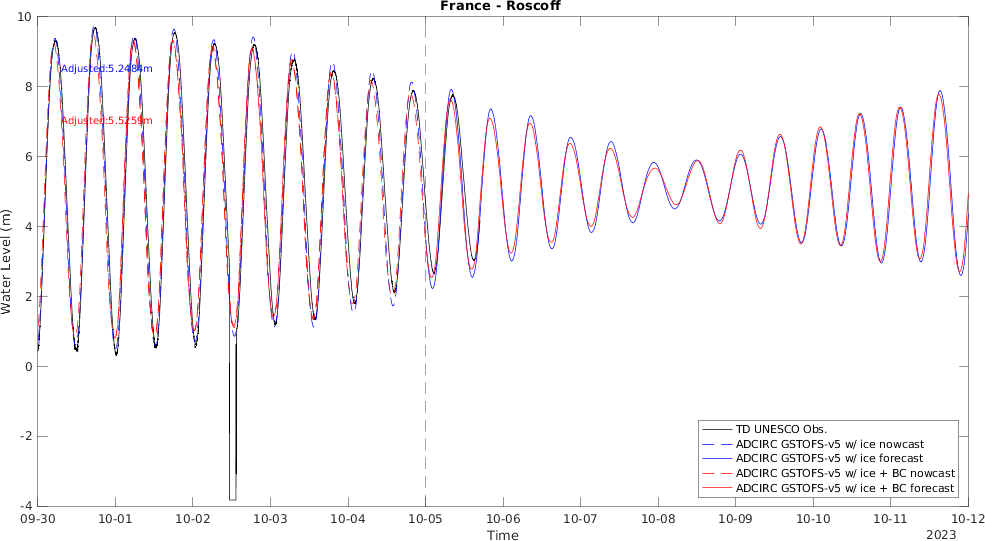 France - Roscoff
10
8
6
4
2
0
-2
-4
Water Level (m)
Adjusted:5.2484m
Adjusted:5.5259m
TD UNESCO Obs.
ADCIRC GSTOFS-v5 w/ ice nowcast
ADCIRC GSTOFS-v5 w/ ice forecast
ADCIRC GSTOFS-v5 w/ ice + BC nowcast
ADCIRC GSTOFS-v5 w/ ice + BC forecast
09-30 10-01 10-02 10-03 10-04 10-05 10-06 10-07 10-08 10-09 10-10 10-11 10-12
Time
2023